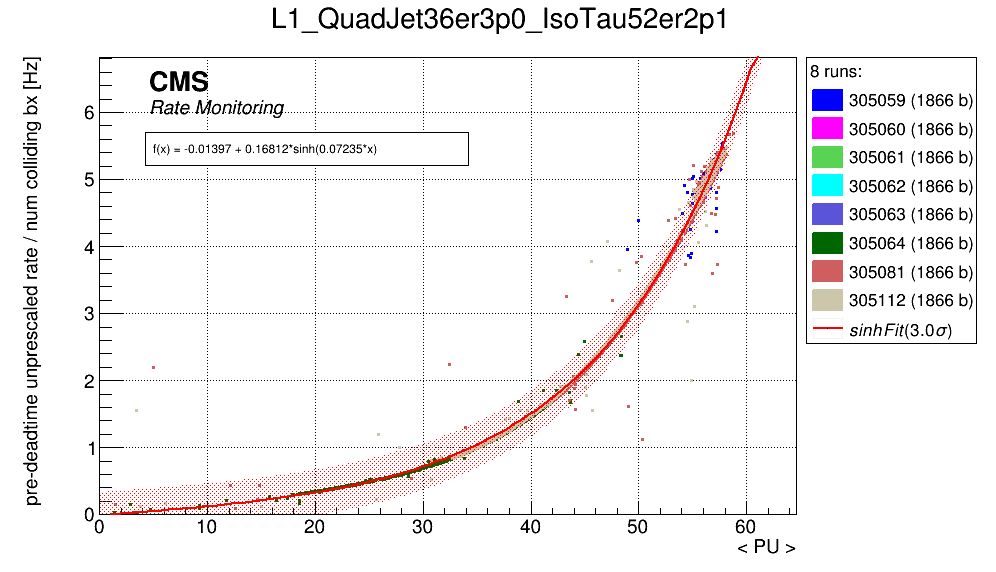 L1_QuadJet36er3p0_IsoTau52er2p1
pre-deadtime unprescaled rate / num colliding bx [Hz]
CMS
Rate Monitoring
f(x) = -0.01397 + 0.16812*sinh(0.07235*x)
6
5
4
3
2
1
0
0 10 20 30 40 50 60
< PU >
8 runs:
305059 (1866 b)
305060 (1866 b)
305061 (1866 b)
305062 (1866 b)
305063 (1866 b)
305064 (1866 b)
305081 (1866 b)
305112 (1866 b)
sinhFit(3.0σ)